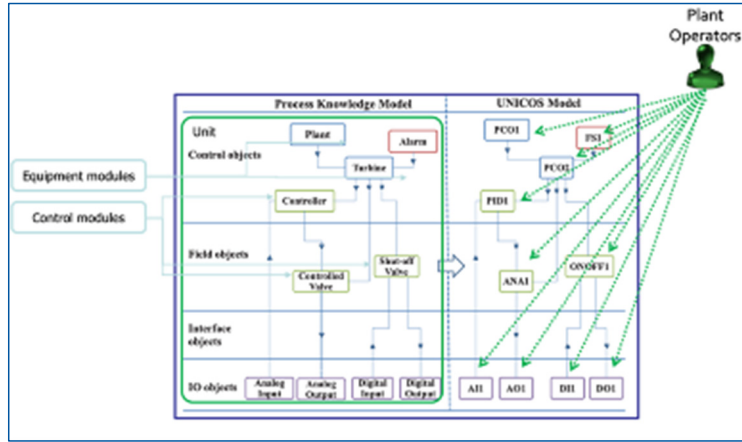 Plant
Operators
Process Knowledge Model
UNICOS Model
Unit
Plant
Alarm
PCO1
FS1
Control objects
Turbine
PCO2
Equipment modules
Control modules
Controller
PID1
Field objects
Controlled
Valve
Shut-off
Valve
ANA1
ONOFF1
Interface
objects
IO objects
Analog
Input
Analog
Output
Digital
Input
Digital
Output
AI1
AO1
DI1
DO1